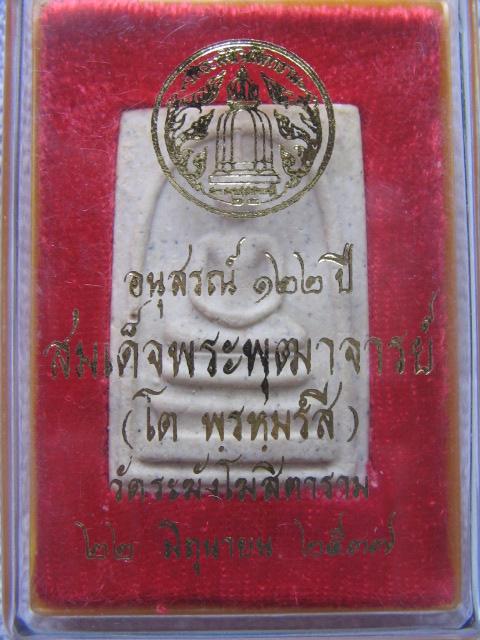 อนุสรณ์ ๑๒๒ ปี
สมเด็จพระพุฒาจารย์
(โต พฺรหฺมรํสี)
วัดระฆังโฆสิตาราม
๒๒ มิถุนายน ๒๕๓๗